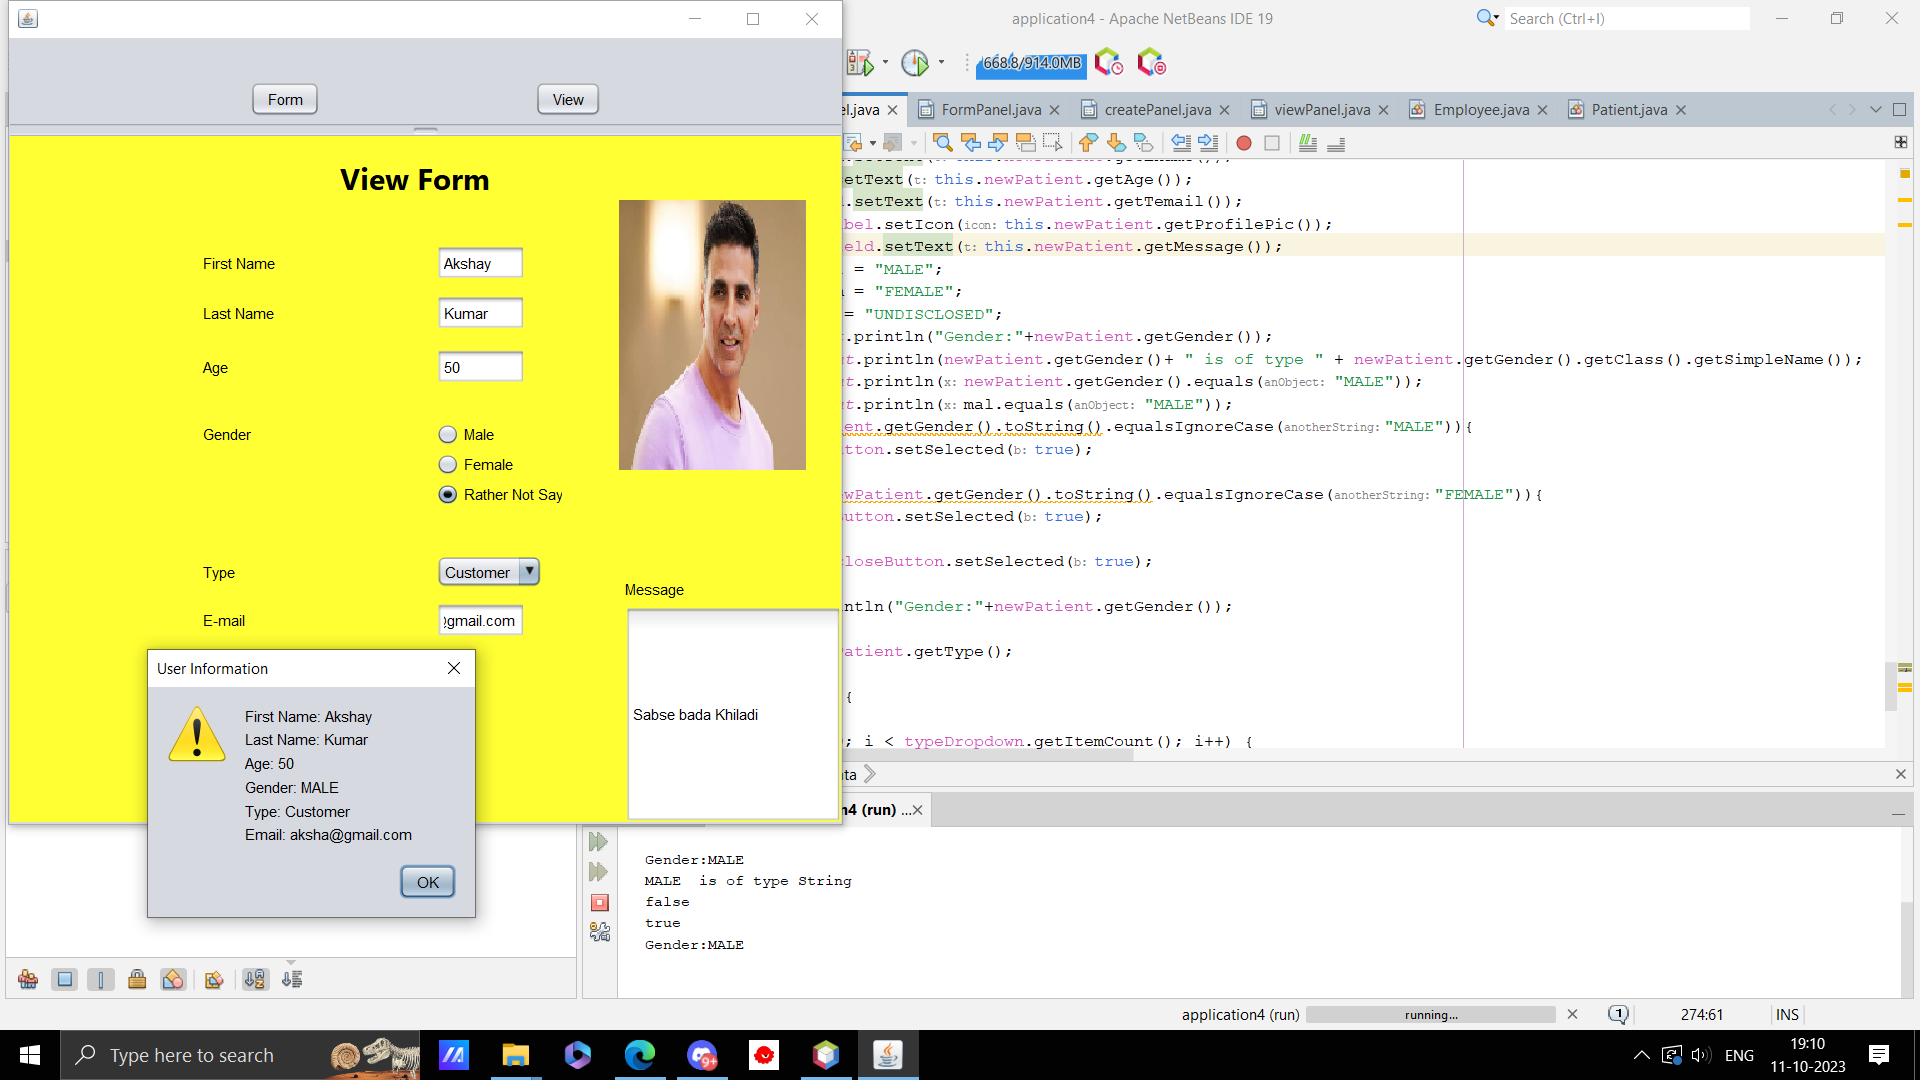 application4 - Apache NetBeans IDE 19
Search (Ctrl+I)
668.8/914.0MB
Form
View
View Form
First Name
Akshay
Last Name
Kumar
Age
50
Gender
Male
Female
Rather Not Say
Type
Customer
E-mail
gmail.com
Message
Sabse bada Khiladi
User Information
First Name: Akshay
Last Name: Kumar
Age: 50
Gender: MALE
Type: Customer
Email: aksha@gmail.com
OK
el.java
FormPanel.java
createPanel.java
viewPanel.java
Employee.java
Patient.java
etText(t: this.newPatient.getAge());
.setText(t: this.newPatient.getTemail());
bel.setIcon(icon: this.newPatient.getProfilePic());
eld.setText(t: this.newPatient.getMessage());
= "MALE";
= "FEMALE";
= "UNDISCLOSED";
t.println("Gender:"+newPatient.getGender());
t.println(newPatient.getGender()+ " is of type " + newPatient.getGender().getClass().getSimpleName());
t.println(x: newPatient.getGender().equals(anObject: "MALE"));
t.println(x: mal.equals(anObject: "MALE"));
ent.getGender().toString().equalsIgnoreCase(anotherString: "MALE")){
tton.setSelected(b: true);
wPatient.getGender().toString().equalsIgnoreCase(anotherString: "FEMALE")){
utton.setSelected(b: true);
closeButton.setSelected(b: true);
ntln("Gender:"+newPatient.getGender());
atient.getType();
{
; i < typeDropdown.getItemCount(); i++) {
ta
n4 (run) ...
Gender:MALE
MALE  is of type String
false
true
Gender:MALE
application4 (run)
running...
1
274:61
INS
Type here to search
9+
ENG
19:10
11-10-2023